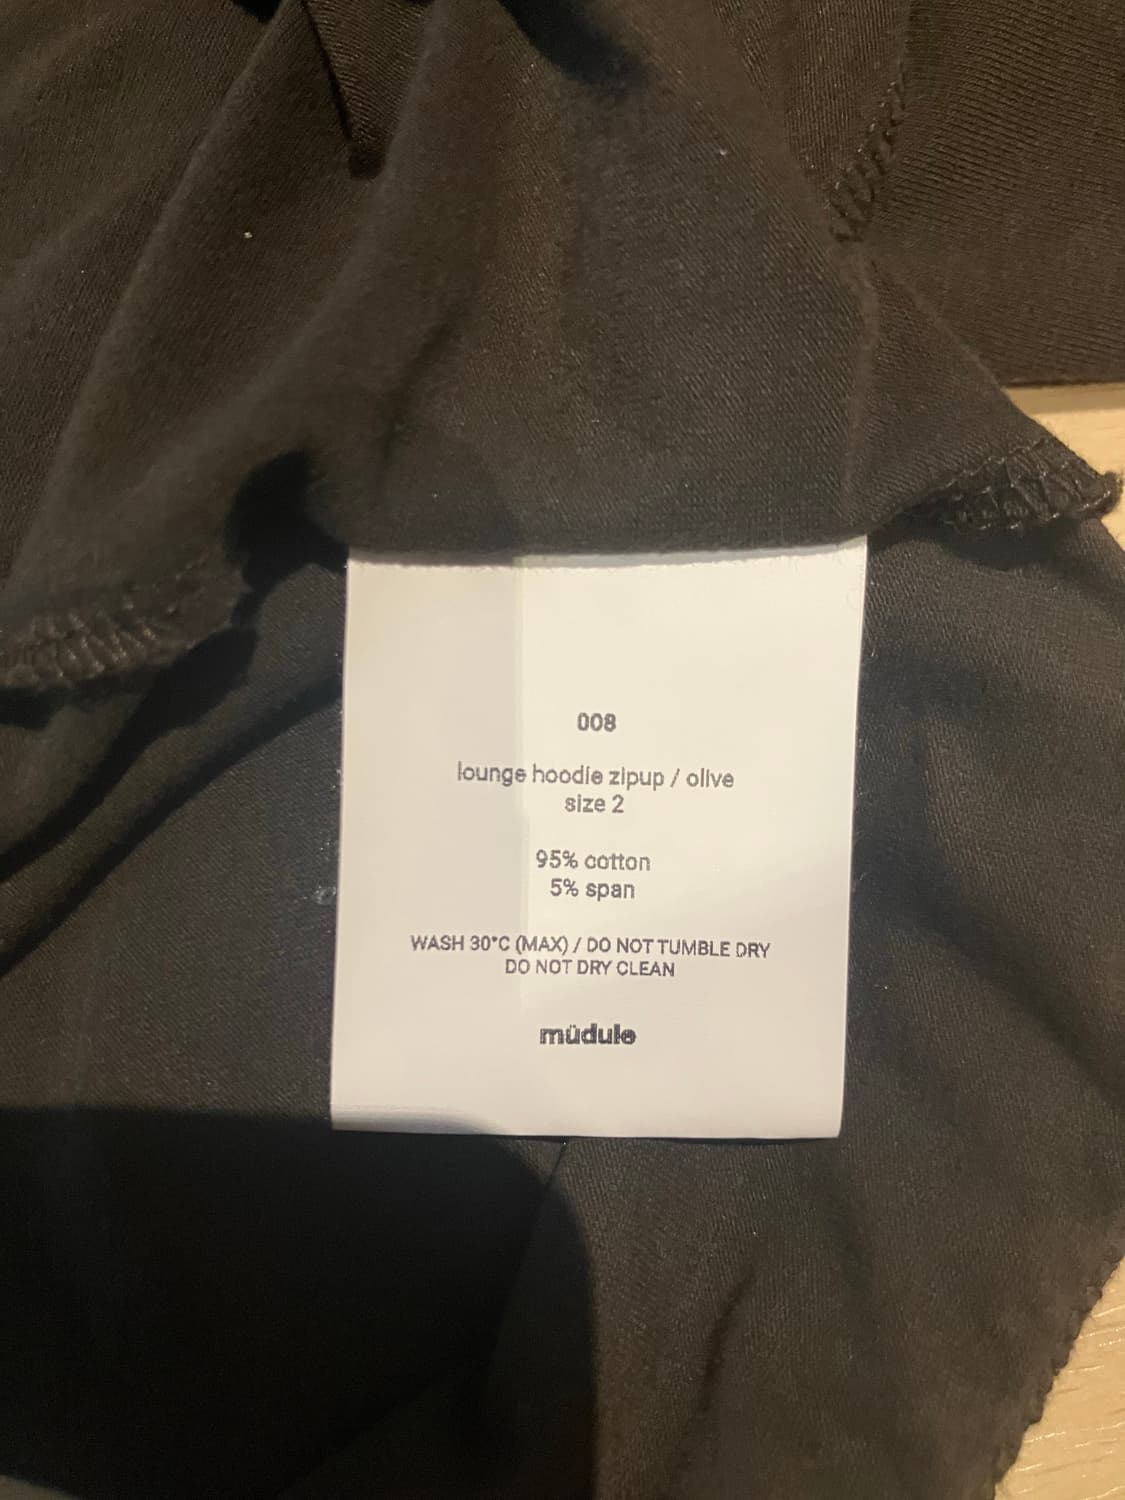 008
lounge hoodie zipup / olive
size 2
95% cotton
5% span
WASH 30°C (MAX) / DO NOT TUMBLE DRY
DO NOT DRY CLEAN
müdule